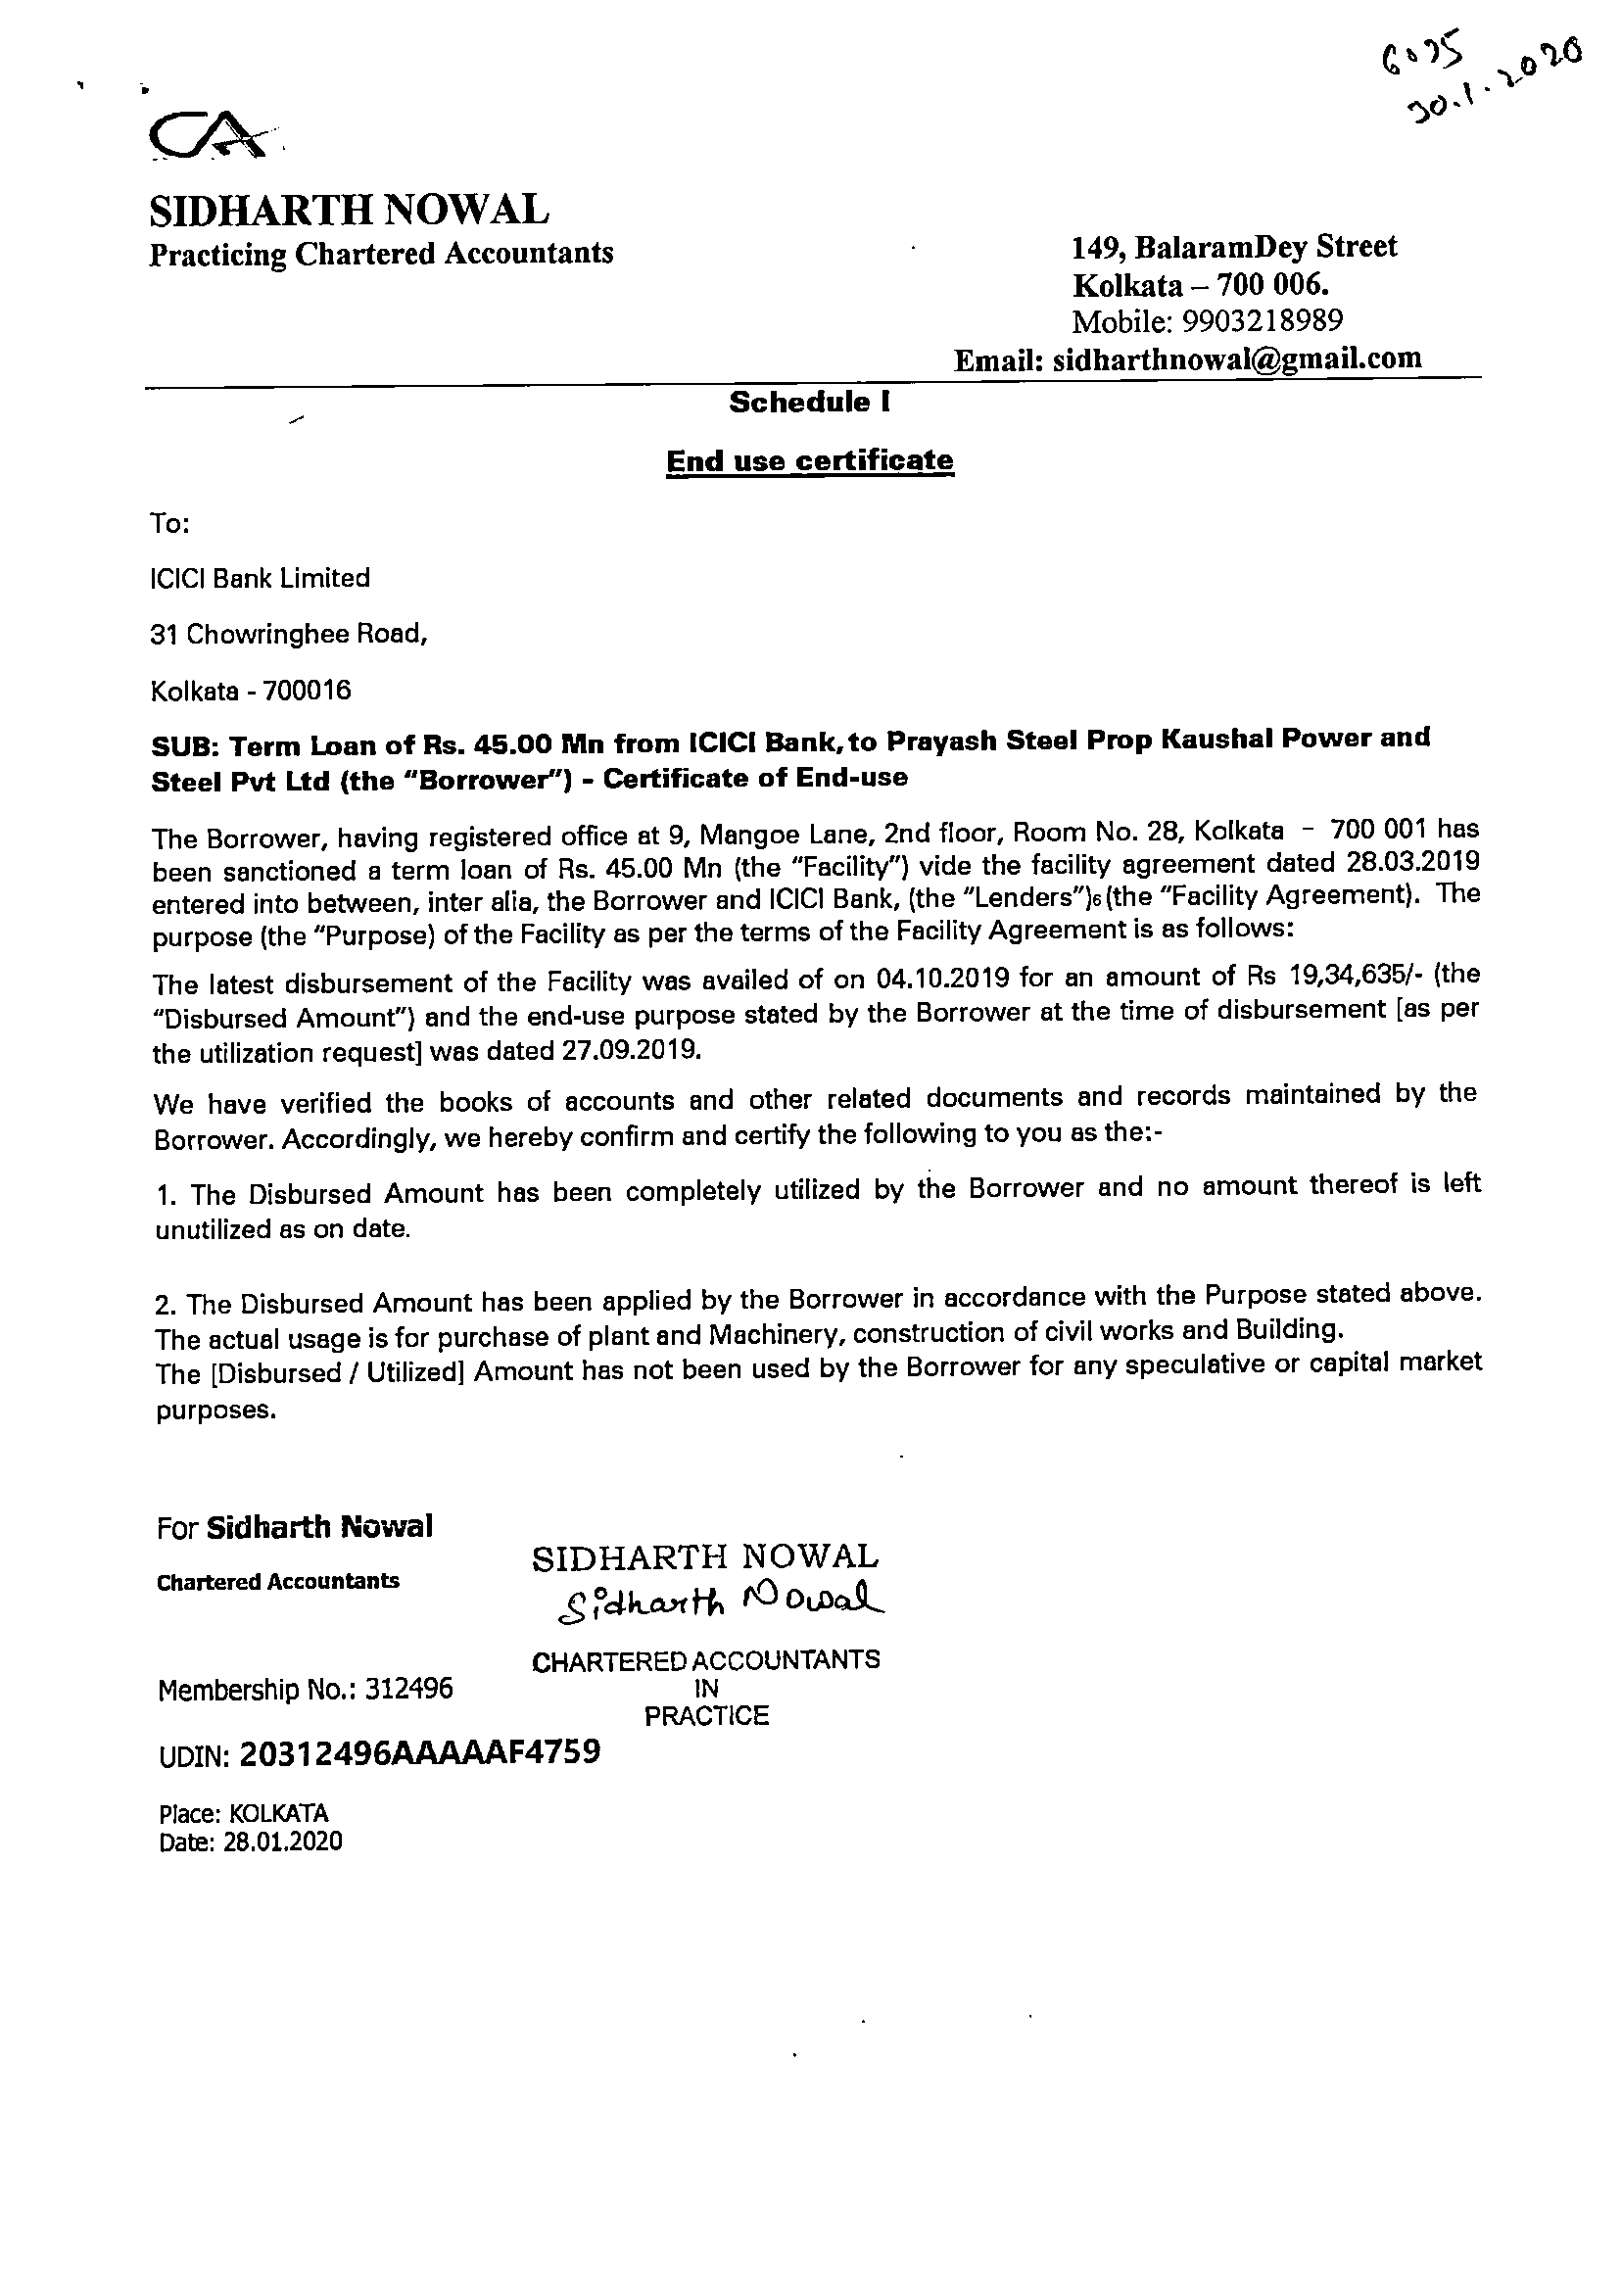 6035
30.1.2020
CA
SIDHARTH NOWAL
Practicing Chartered Accountants
149, BalaramDey Street
Kolkata – 700 006.
Mobile: 9903218989
Email: sidharthnowal@gmail.com
Schedule I
End use certificate
To:
ICICI Bank Limited
31 Chowringhee Road,
Kolkata - 700016
SUB: Term Loan of Rs. 45.00 Mn from ICICI Bank, to Prayash Steel Prop Kaushal Power and
Steel Pvt Ltd (the “Borrower”) - Certificate of End-use
The Borrower, having registered office at 9, Mangoe Lane, 2nd floor, Room No. 28, Kolkata - 700 001 has
been sanctioned a term loan of Rs. 45.00 Mn (the “Facility”) vide the facility agreement dated 28.03.2019
entered into between, inter alia, the Borrower and ICICI Bank, (the “Lenders”)6 (the “Facility Agreement). The
purpose (the “Purpose) of the Facility as per the terms of the Facility Agreement is as follows:
The latest disbursement of the Facility was availed of on 04.10.2019 for an amount of Rs 19,34,635/- (the
“Disbursed Amount”) and the end-use purpose stated by the Borrower at the time of disbursement [as per
the utilization request] was dated 27.09.2019.
We have verified the books of accounts and other related documents and records maintained by the
Borrower. Accordingly, we hereby confirm and certify the following to you as the:-
1. The Disbursed Amount has been completely utilized by the Borrower and no amount thereof is left
unutilized as on date.
2. The Disbursed Amount has been applied by the Borrower in accordance with the Purpose stated above.
The actual usage is for purchase of plant and Machinery, construction of civil works and Building.
The [Disbursed / Utilized] Amount has not been used by the Borrower for any speculative or capital market
purposes.
For Sidharth Nowal
Chartered Accountants
SIDHARTH NOWAL
Sidharth Nowal
CHARTERED ACCOUNTANTS
IN
PRACTICE
Membership No.: 312496
UDIN: 20312496AAAAAF4759
Place: KOLKATA
Date: 28.01.2020